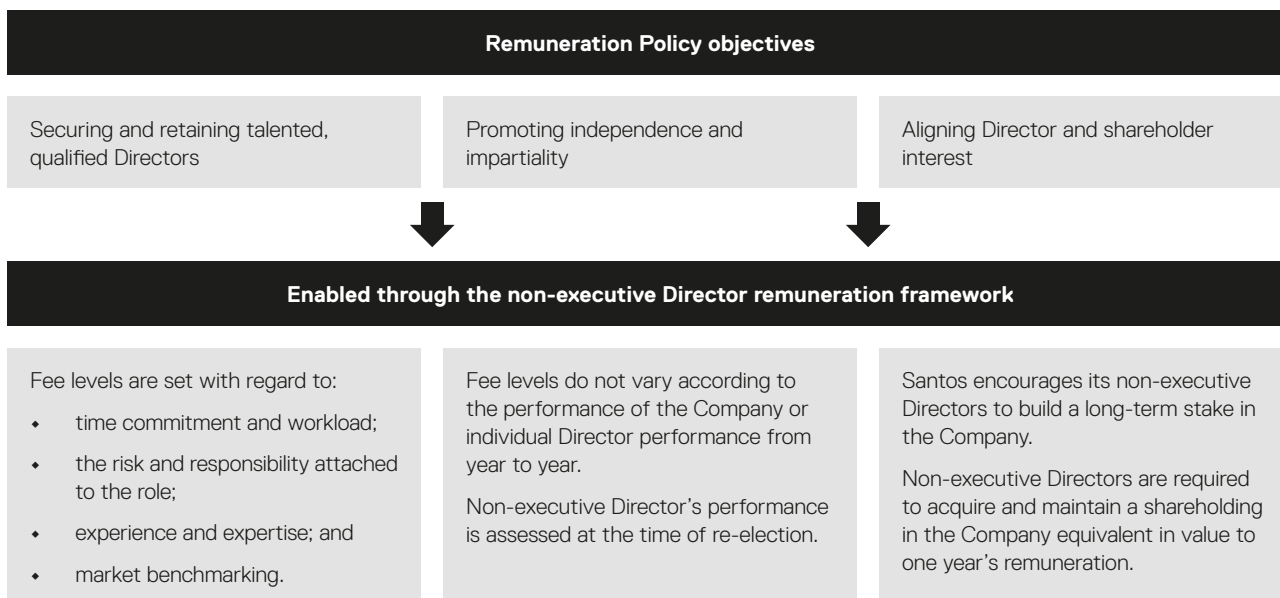 Remuneration Policy objectives
Securing and retaining talented,
qualified Directors
Promoting independence and
impartiality
Aligning Director and shareholder
interest
Enabled through the non-executive Director remuneration framework
Fee levels are set with regard to:
⬥ time commitment and workload;
⬥ the risk and responsibility attached
to the role;
⬥ experience and expertise; and
⬥ market benchmarking.
Fee levels do not vary according to
the performance of the Company or
individual Director performance from
year to year.
Non-executive Director’s performance
is assessed at the time of re-election.
Santos encourages its non-executive
Directors to build a long-term stake in
the Company.
Non-executive Directors are required
to acquire and maintain a shareholding
in the Company equivalent in value to
one year’s remuneration.